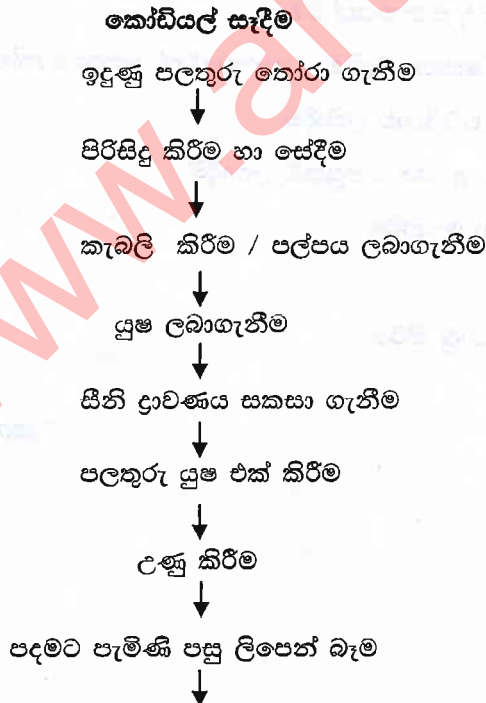 කෝඩියල් සෑදීම
ඉදුණු පලතුරු තෝරා ගැනීම
පිරිසිදු කිරීම හා සේදීම
කැබලි කිරීම / පල්පය ලබාගැනීම
යුෂ ලබාගැනීම
සීනි ද්‍රාවණය සකසා ගැනීම
පලතුරු යුෂ එක් කිරීම
උණු කිරීම
පදමට පැමිණි පසු ලිපෙන් බෑම